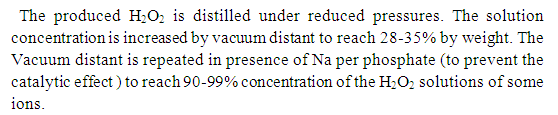 The produced H₂O₂ is distilled under reduced pressures. The solution
concentration is increased by vacuum distant to reach 28-35% by weight. The
Vacuum distant is repeated in presence of Na per phosphate (to prevent the
catalytic effect ) to reach 90-99% concentration of the H₂O₂ solutions of some
ions.